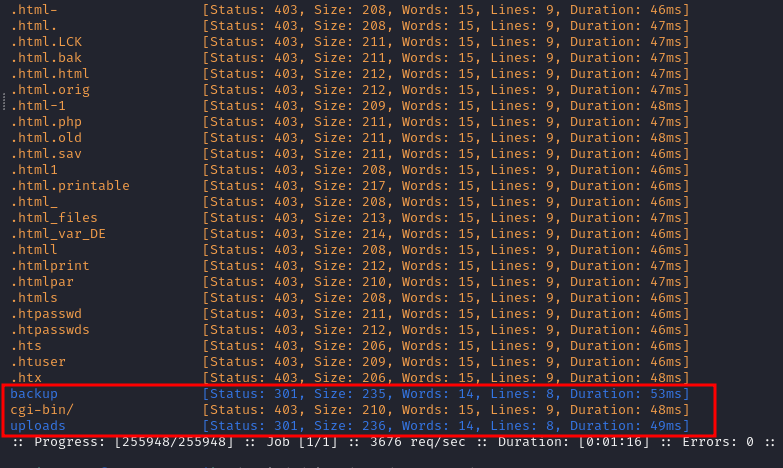 .html-                  [Status: 403, Size: 208, Words: 15, Lines: 9, Duration: 46ms]
.html.                  [Status: 403, Size: 208, Words: 15, Lines: 9, Duration: 47ms]
.html.LCK               [Status: 403, Size: 211, Words: 15, Lines: 9, Duration: 47ms]
.html.bak               [Status: 403, Size: 211, Words: 15, Lines: 9, Duration: 47ms]
.html.html              [Status: 403, Size: 212, Words: 15, Lines: 9, Duration: 47ms]
.html.orig              [Status: 403, Size: 212, Words: 15, Lines: 9, Duration: 47ms]
.html-1                 [Status: 403, Size: 209, Words: 15, Lines: 9, Duration: 48ms]
.html.php               [Status: 403, Size: 211, Words: 15, Lines: 9, Duration: 47ms]
.html.old               [Status: 403, Size: 211, Words: 15, Lines: 9, Duration: 48ms]
.html.sav               [Status: 403, Size: 211, Words: 15, Lines: 9, Duration: 46ms]
.html1                  [Status: 403, Size: 208, Words: 15, Lines: 9, Duration: 46ms]
.html.printable         [Status: 403, Size: 217, Words: 15, Lines: 9, Duration: 46ms]
.html_                  [Status: 403, Size: 208, Words: 15, Lines: 9, Duration: 46ms]
.html_files             [Status: 403, Size: 213, Words: 15, Lines: 9, Duration: 47ms]
.html_var_DE            [Status: 403, Size: 214, Words: 15, Lines: 9, Duration: 46ms]
.htmll                  [Status: 403, Size: 208, Words: 15, Lines: 9, Duration: 46ms]
.htmlprint              [Status: 403, Size: 212, Words: 15, Lines: 9, Duration: 47ms]
.htmlpar                [Status: 403, Size: 210, Words: 15, Lines: 9, Duration: 47ms]
.htmls                  [Status: 403, Size: 208, Words: 15, Lines: 9, Duration: 46ms]
.htpasswd               [Status: 403, Size: 211, Words: 15, Lines: 9, Duration: 46ms]
.htpasswds              [Status: 403, Size: 212, Words: 15, Lines: 9, Duration: 46ms]
.hts                    [Status: 403, Size: 206, Words: 15, Lines: 9, Duration: 46ms]
.htuser                 [Status: 403, Size: 209, Words: 15, Lines: 9, Duration: 46ms]
.htx                    [Status: 403, Size: 206, Words: 15, Lines: 9, Duration: 48ms]
backup                  [Status: 301, Size: 235, Words: 14, Lines: 8, Duration: 53ms]
cgi-bin/                [Status: 403, Size: 210, Words: 15, Lines: 9, Duration: 48ms]
uploads                 [Status: 301, Size: 236, Words: 14, Lines: 8, Duration: 49ms]
:: Progress: [255948/255948] :: Job [1/1] :: 3676 req/sec :: Duration: [0:01:16] :: Errors: 0 ::